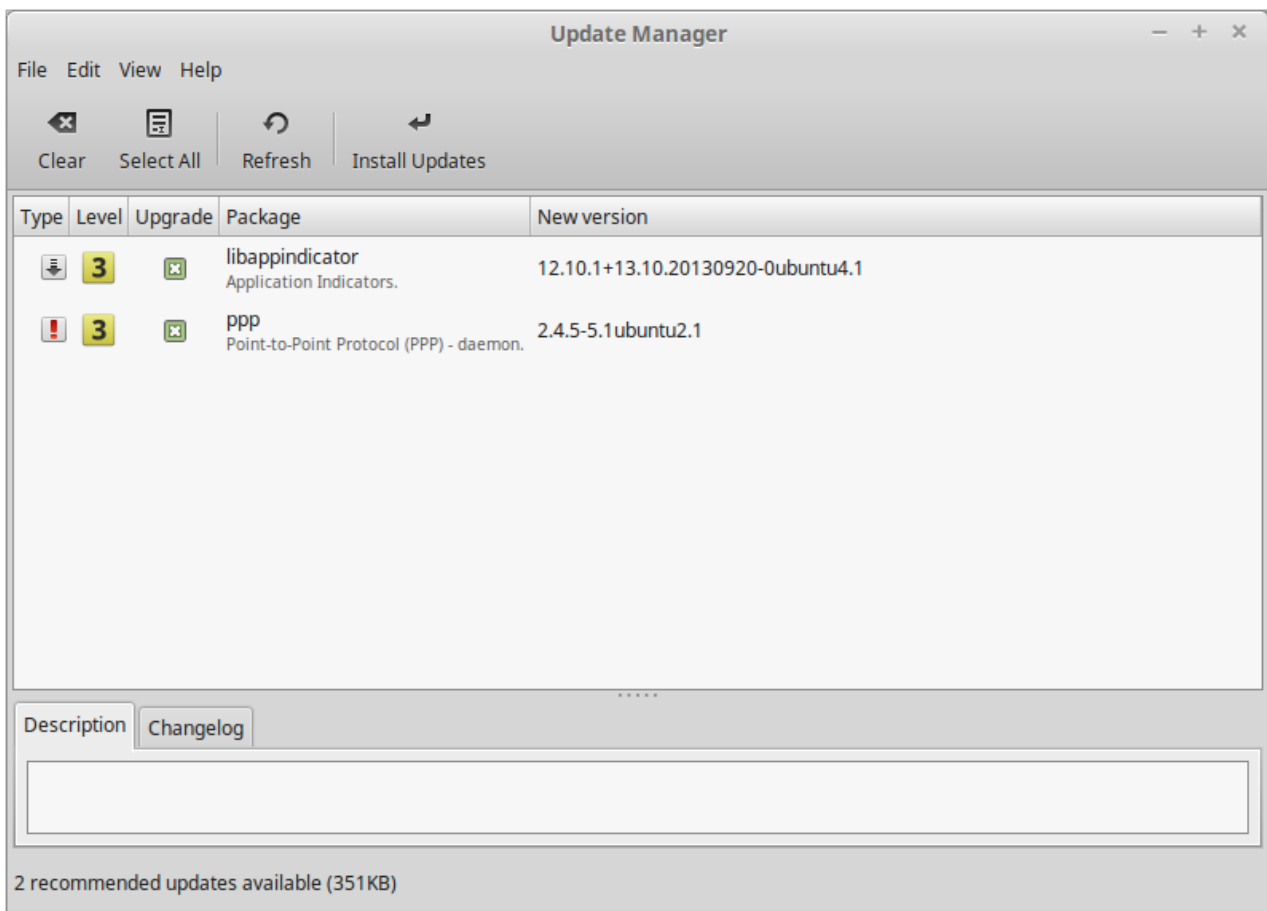 Update Manager
File Edit View Help
Clear Select All Refresh Install Updates
Type Level Upgrade Package New version
3 libappindicator 12.10.1+13.10.20130920-0ubuntu4.1
Application Indicators.
3 ppp 2.4.5-5.1ubuntu2.1
Point-to-Point Protocol (PPP) - daemon.
Description Changelog
2 recommended updates available (351KB)